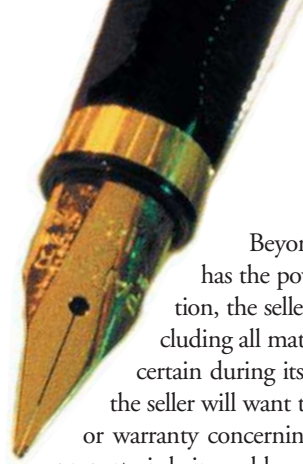 Beyon
has the pov
tion, the selle
cluding all mat
certain during its
the seller will want t
or warranty concernin